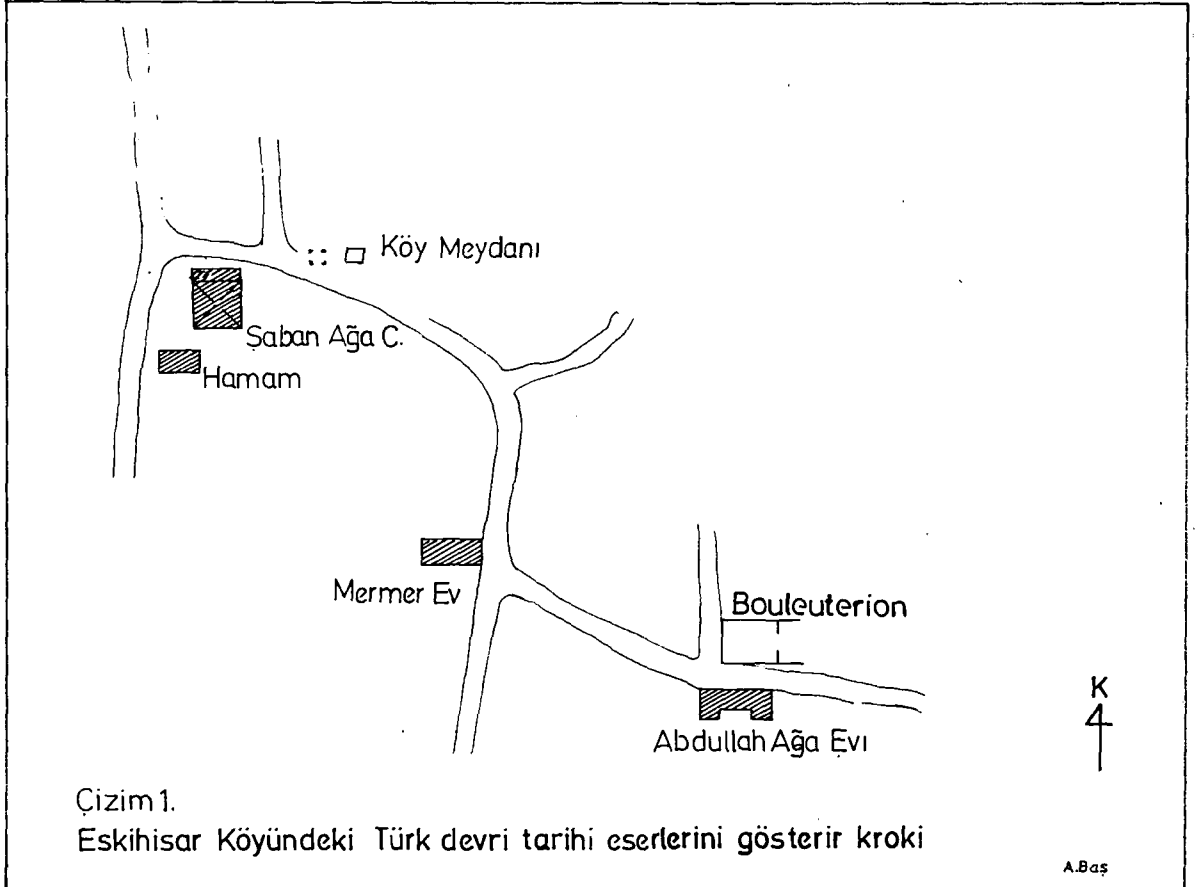 Köy Meydanı
Şaban Ağa C.
Hamam
Mermer Ev
Bouleuterion
K
Abdullah Ağa Evı
Çizim 1.
Eskihisar Köyündeki Türk devri tarihi eserlerini gösterir kroki
A.Baş